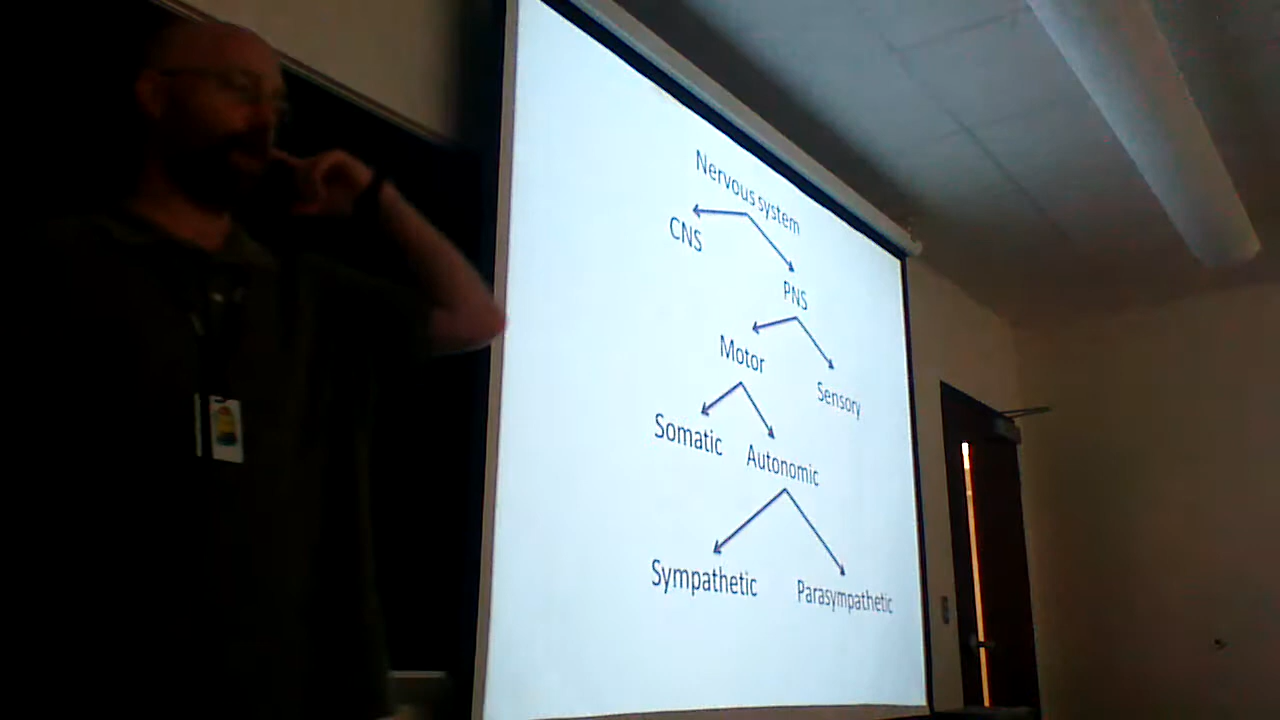 Nervous system
CNS
PNS
Motor
Sensory
Somatic
Autonomic
Sympathetic
Parasympathetic